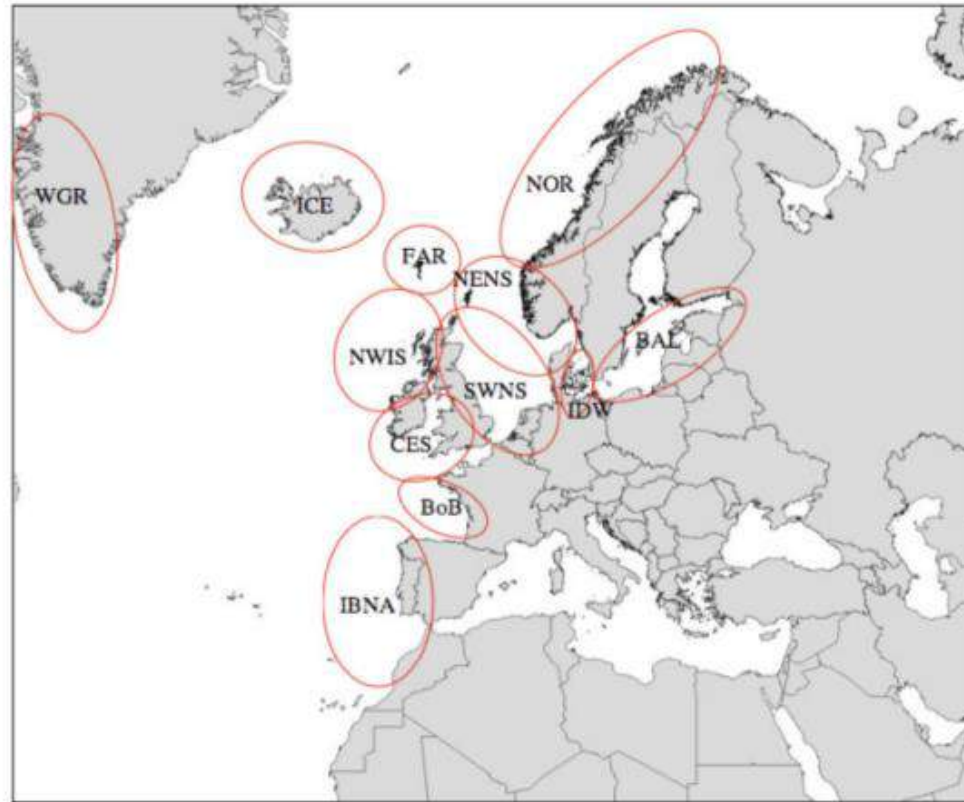 NOR
WGR
ICE
FAR
NENS
BAL
NWIS
SWNS
IDW
CES
BoB
IBNA